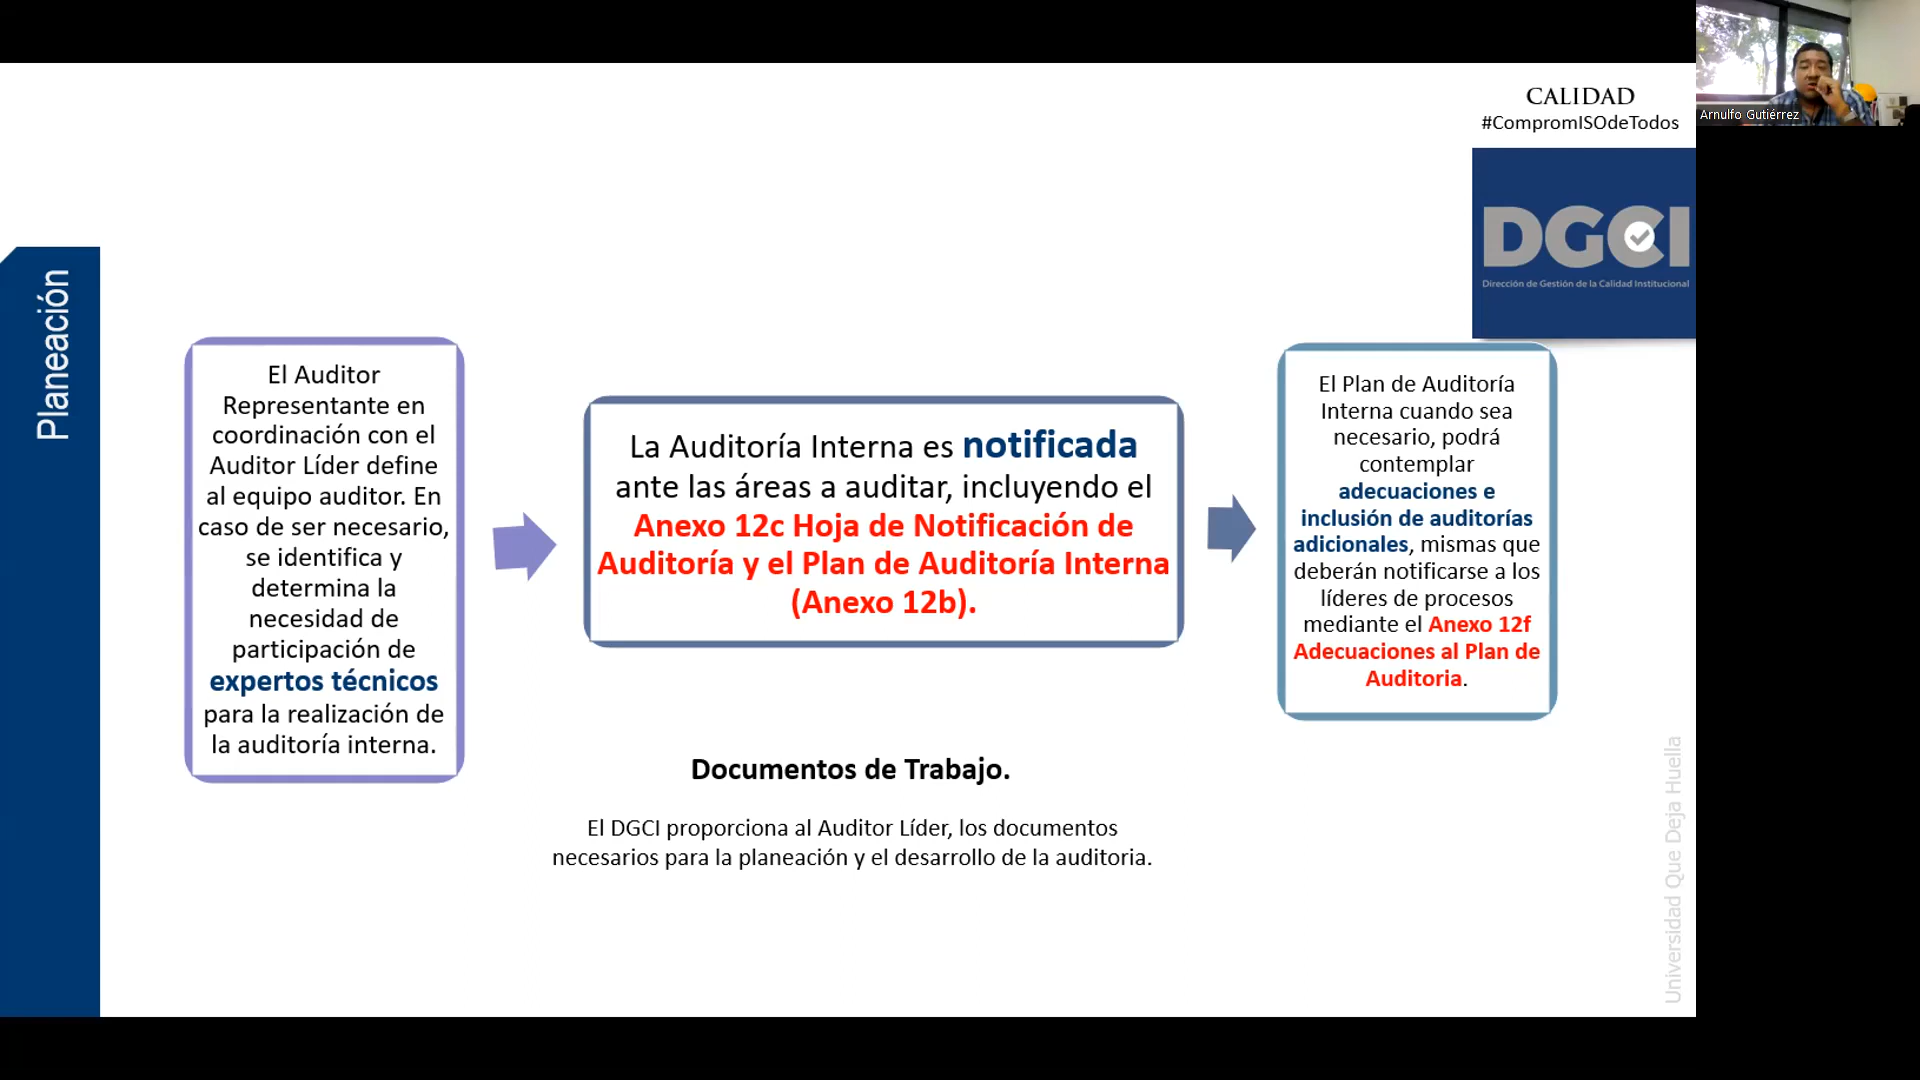 CALIDAD
#CompromISOdeTodos
DGCI
Dirección de Gestión de la Calidad Institucional
Arnulfo Gutiérrez
Planeación
El Auditor
Representante en
coordinación con el
Auditor Líder define
al equipo auditor. En
caso de ser necesario,
se identifica y
determina la
necesidad de
participación de
expertos técnicos
para la realización de
la auditoría interna.
La Auditoría Interna es notificada
ante las áreas a auditar, incluyendo el
Anexo 12c Hoja de Notificación de
Auditoría y el Plan de Auditoría Interna
(Anexo 12b).
El Plan de Auditoría
Interna cuando sea
necesario, podrá
contemplar
adecuaciones e
inclusión de auditorías
adicionales, mismas que
deberán notificarse a los
líderes de procesos
mediante el Anexo 12f
Adecuaciones al Plan de
Auditoria.
Documentos de Trabajo.
El DGCI proporciona al Auditor Líder, los documentos
necesarios para la planeación y el desarrollo de la auditoria.
Universidad Que Deja Huella